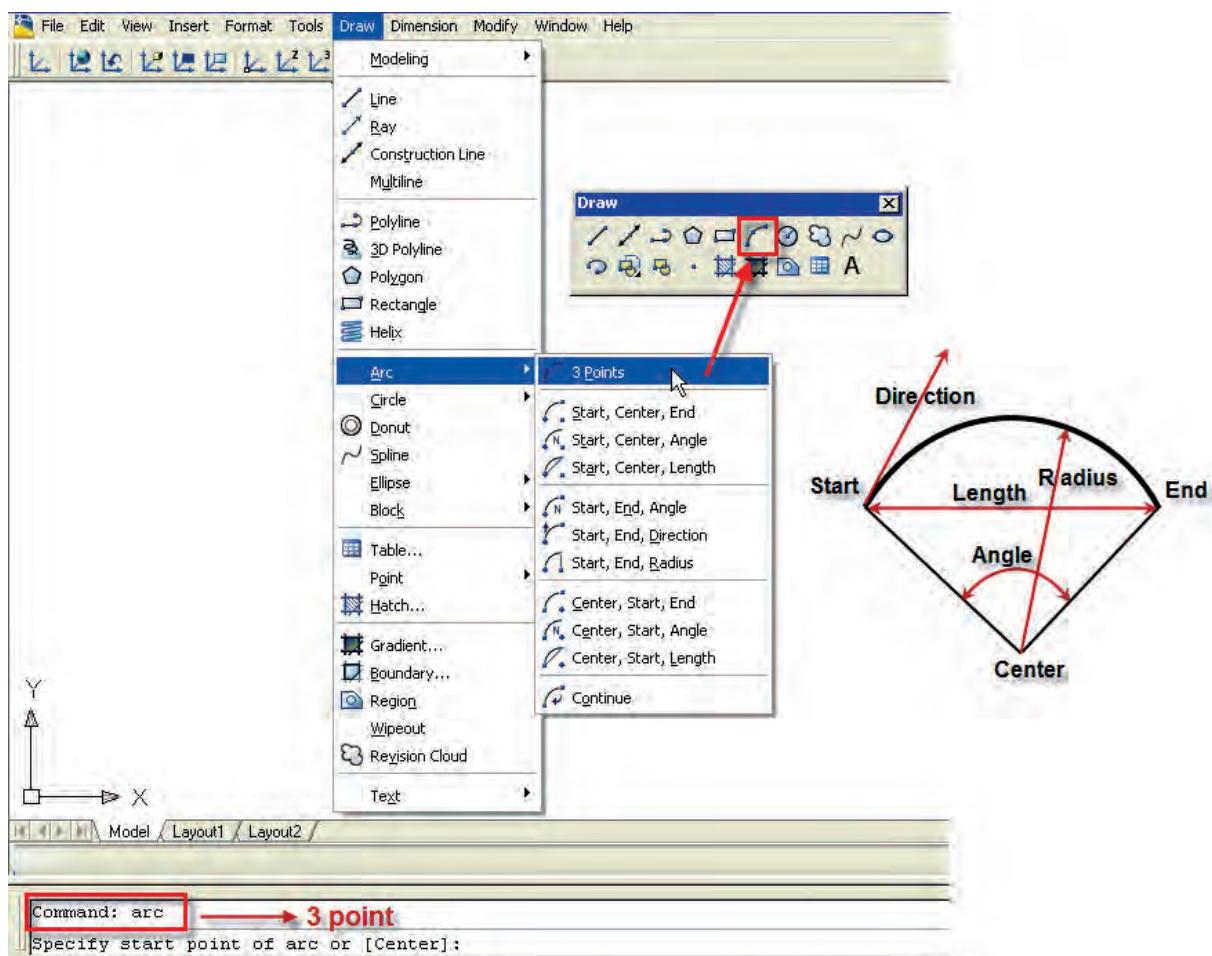 File Edit View Insert Format Tools Draw Dimension Modify Window Help
Modeling
Line
Ray
Construction Line
Multiline
Polyline
3D Polyline
Polygon
Rectangle
Helix
Arc
Circle
Donut
Spline
Ellipse
Block
Table...
Point
Hatch...
Gradient...
Boundary...
Region
Wipeout
Revision Cloud
Text
Draw
A
3 Points
Start, Center, End
Start, Center, Angle
Start, Center, Length
Start, End, Angle
Start, End, Direction
Start, End, Radius
Center, Start, End
Center, Start, Angle
Center, Start, Length
Continue
Direction
Start
Length
Radius
End
Angle
Center
Y
X
Model Layout1 Layout2
Command: arc
3 point
Specify start point of arc or [Center]: